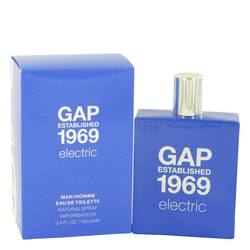 GAP
ESTABLISHED
1969
electric
MAN/HOMME
EAU DE TOILETTE
NATURAL SPRAY
VAPORISATEUR
3.4 FL. OZ./100 ml ℮
GAP
ESTABLISHED
1969
electric